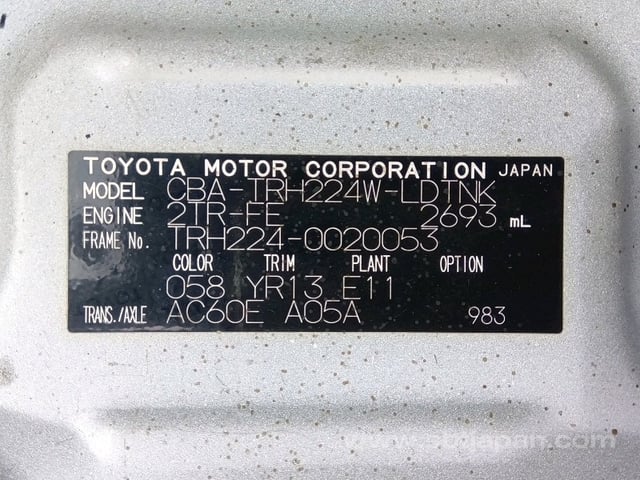 TOYOTA MOTOR CORPORATION JAPAN
MODEL CBA-TRH224W-LDTNK
ENGINE 2TR-FE 2693 mL
FRAME No. TRH224-0020053
COLOR TRIM PLANT OPTION
058 YR13 E11
TRANS./AXLE AC60E A05A 983